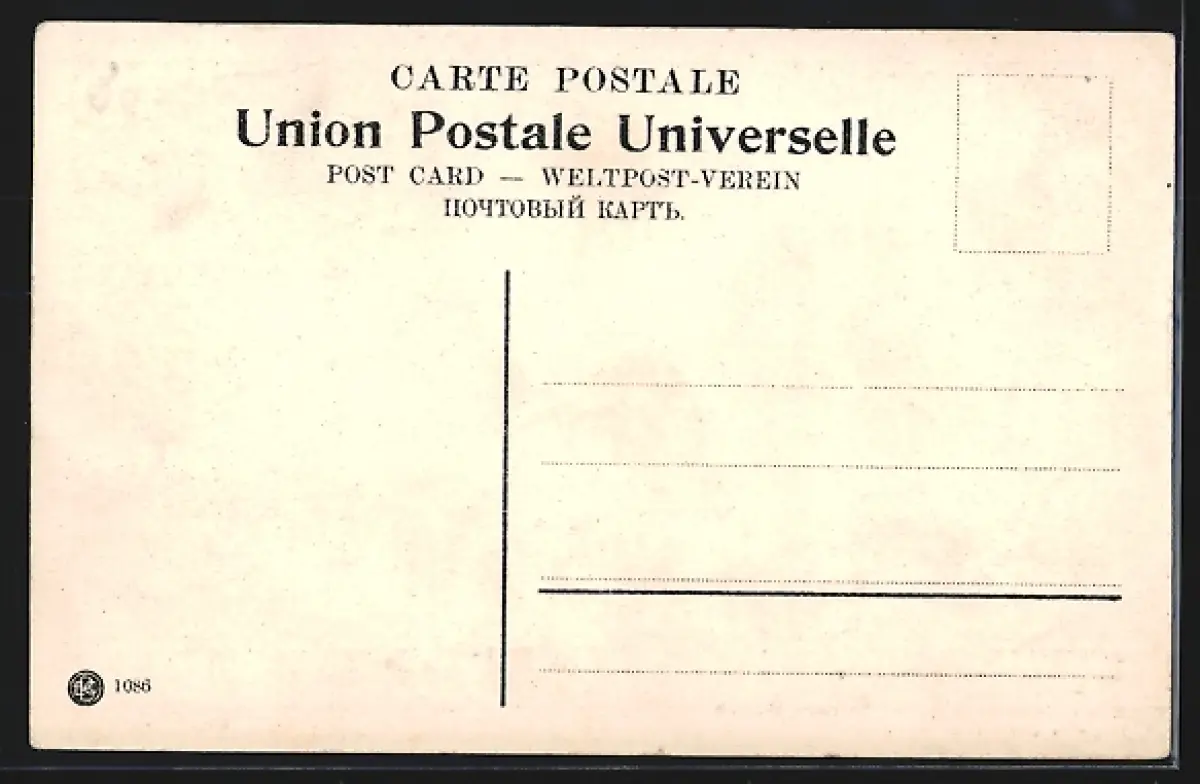 CARTE POSTALE
Union Postale Universelle
POST CARD — WELTPOST-VEREIN
ПОЧТОВЫЙ КАРТЪ.
1086